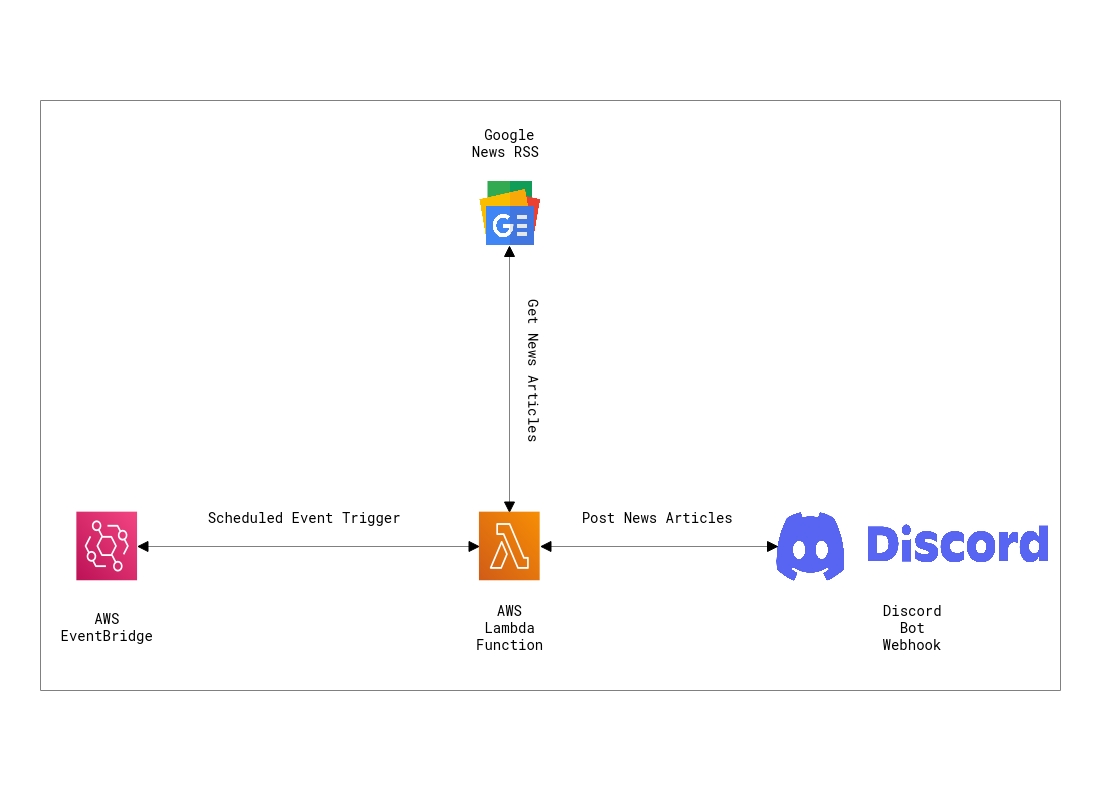 Google
News RSS
GE
Get News Articles
Scheduled Event Trigger
Post News Articles
Discord
AWS
EventBridge
AWS
Lambda
Function
Discord
Bot
Webhook